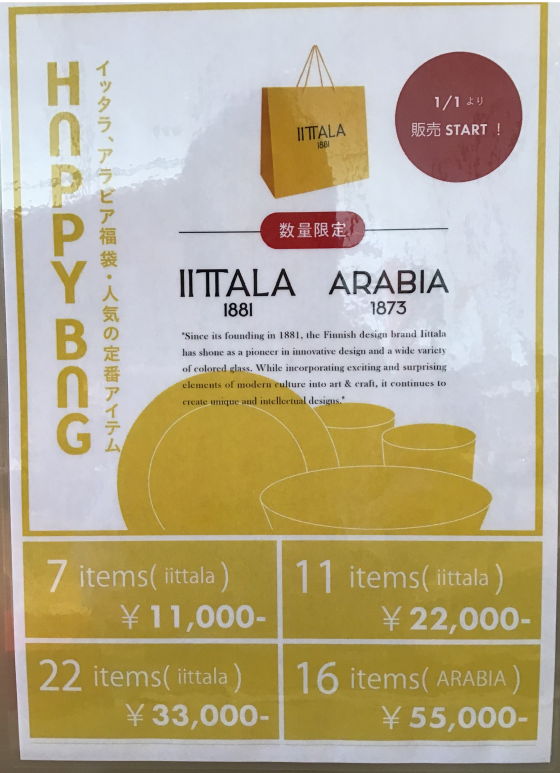 HAPPY BAG
イッタラ、アラビア福袋・人気の定番アイテム
IITTALA
1881
1/1 より
販売 START !
数量限定
IITTALA ARABIA
1881 1873
"Since its founding in 1881, the Finnish design brand Iittala
has shone as a pioneer in innovative design and a wide variety
of colored glass. While incorporating exciting and surprising
elements of modern culture into art & craft, it continues to
create unique and intellectual designs."
7 items( iittala )
¥ 11,000-
11 items( iittala )
¥ 22,000-
22 items( iittala )
¥ 33,000-
16 items( ARABIA )
¥ 55,000-